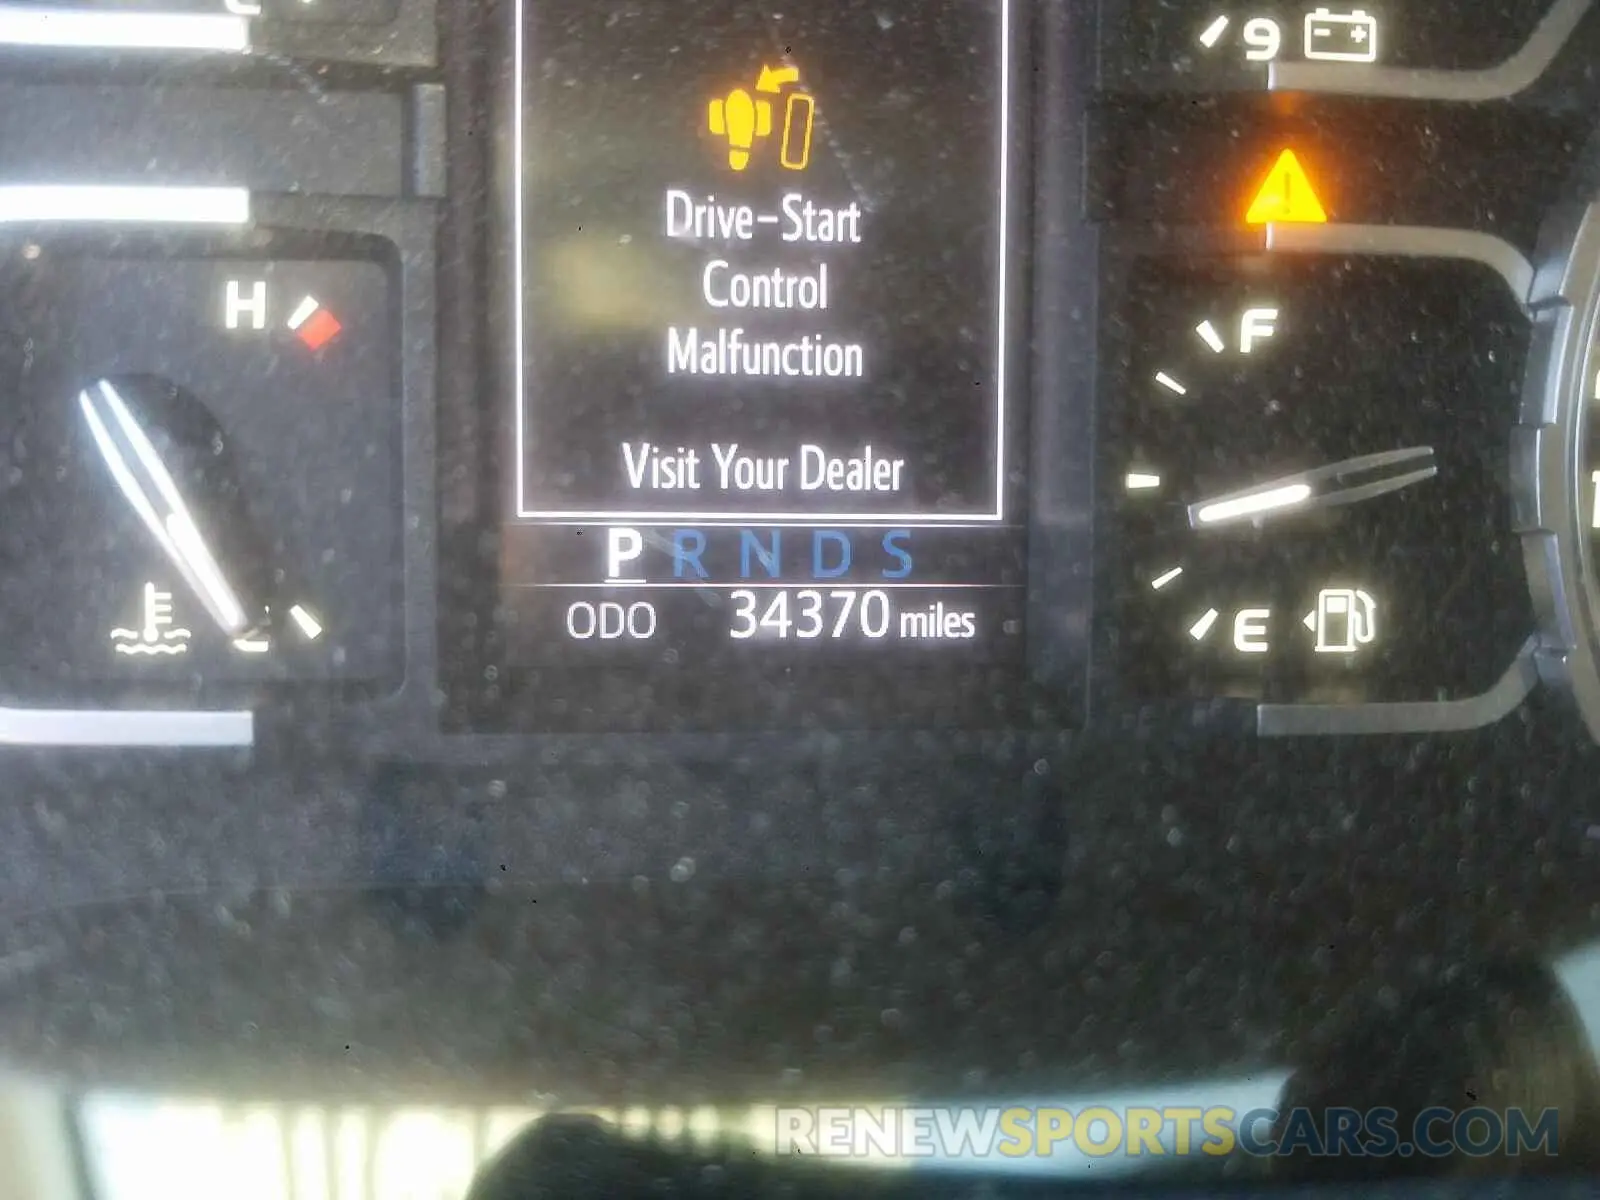 9
Drive-Start
Control
Malfunction
Visit Your Dealer
H
F
P R N D S
ODO 34370 miles
E
RENEWSPORTSCARS.COM